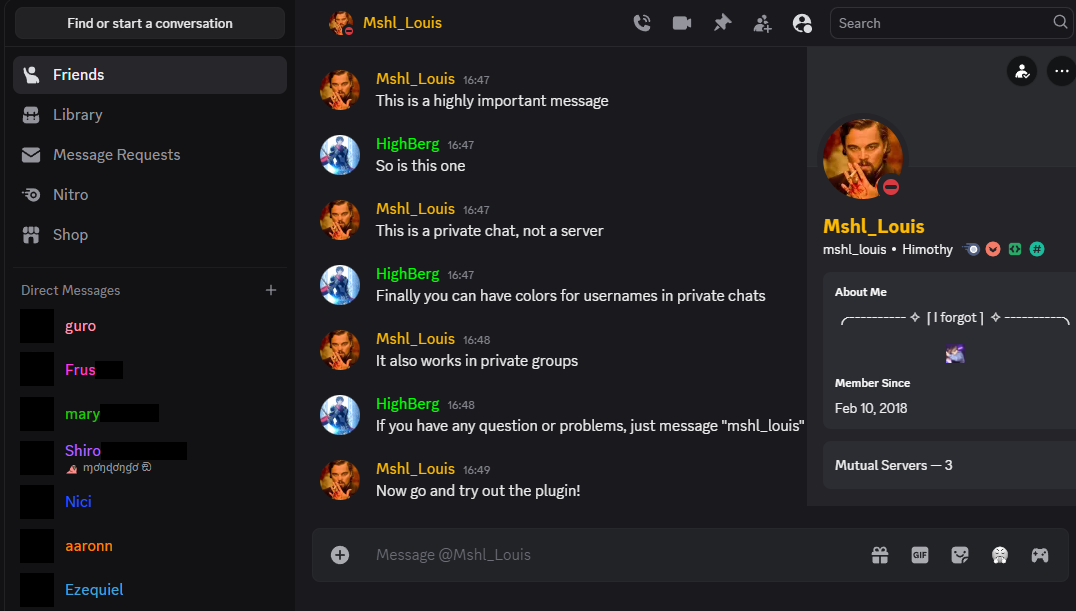 Find or start a conversation
Friends
Library
Message Requests
Nitro
Shop
Direct Messages
guro
Frus
mary
Shiro
Nici
aaronn
Ezequiel
Mshl_Louis
Search
Mshl_Louis 16:47
This is a highly important message
HighBerg 16:47
So is this one
Mshl_Louis 16:47
This is a private chat, not a server
HighBerg 16:47
Finally you can have colors for usernames in private chats
Mshl_Louis 16:48
It also works in private groups
HighBerg 16:48
If you have any question or problems, just message "mshl_louis"
Mshl_Louis 16:49
Now go and try out the plugin!
Message @Mshl_Louis
GIF
Mshl_Louis
mshl_louis • Himothy
#
About Me
╭---------- ✧ ⌈ I forgot ⌉ ✧ ----------╮
Member Since
Feb 10, 2018
Mutual Servers — 3